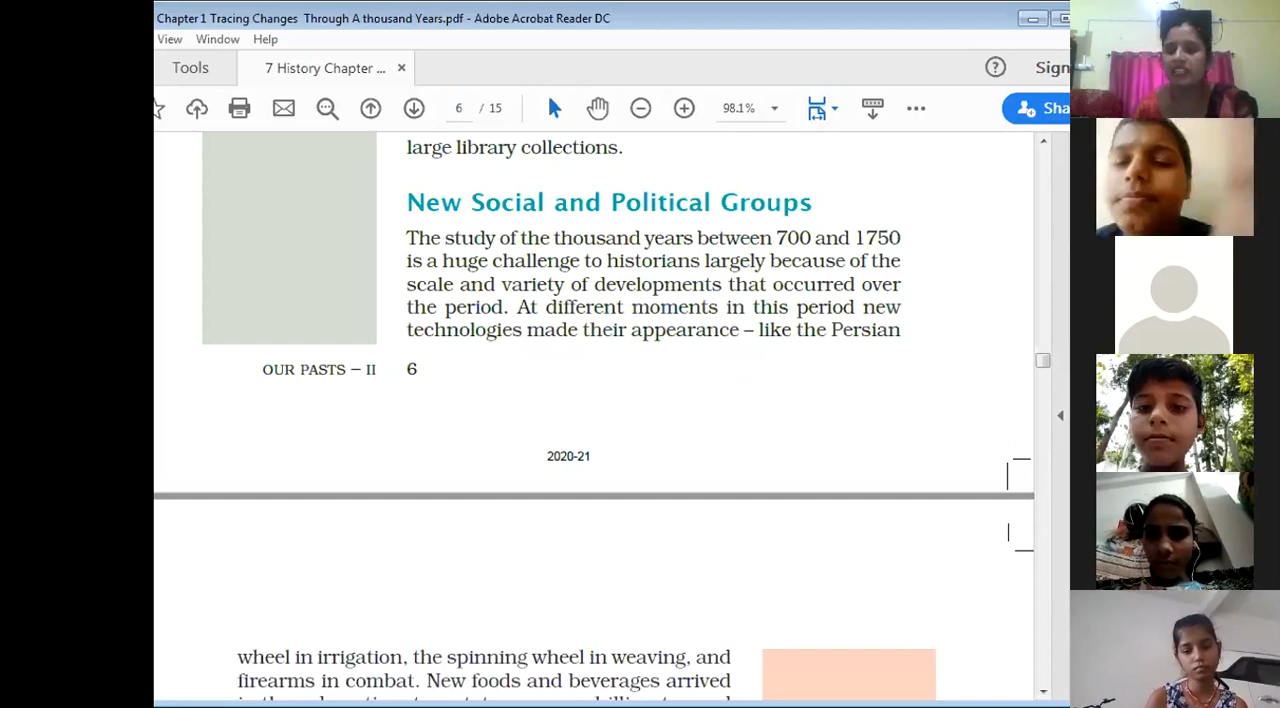 Chapter 1 Tracing Changes Through A thousand Years.pdf - Adobe Acrobat Reader DC
View Window Help
Tools 7 History Chapter ... × Sign
6 / 15 98.1% Sha
large library collections.
New Social and Political Groups
The study of the thousand years between 700 and 1750
is a huge challenge to historians largely because of the
scale and variety of developments that occurred over
the period. At different moments in this period new
technologies made their appearance – like the Persian
OUR PASTS – II 6
2020-21
wheel in irrigation, the spinning wheel in weaving, and
firearms in combat. New foods and beverages arrived